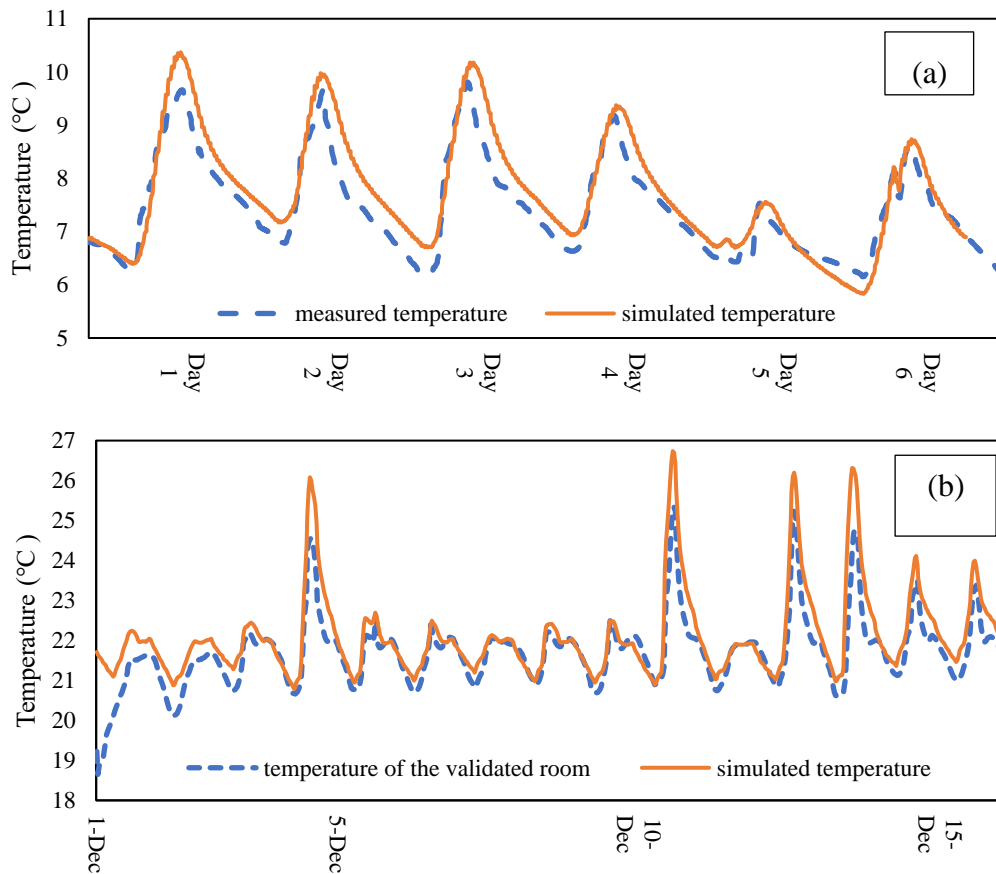 11
10
9
8
7
6
5
Temperature (°C)
(a)
measured temperature
simulated temperature
Day
1
Day
2
Day
3
Day
4
Day
5
Day
6
27
26
25
24
23
22
21
20
19
18
Temperature (°C)
(b)
temperature of the validated room
simulated temperature
1-Dec
5-Dec
10-
Dec
15-
Dec